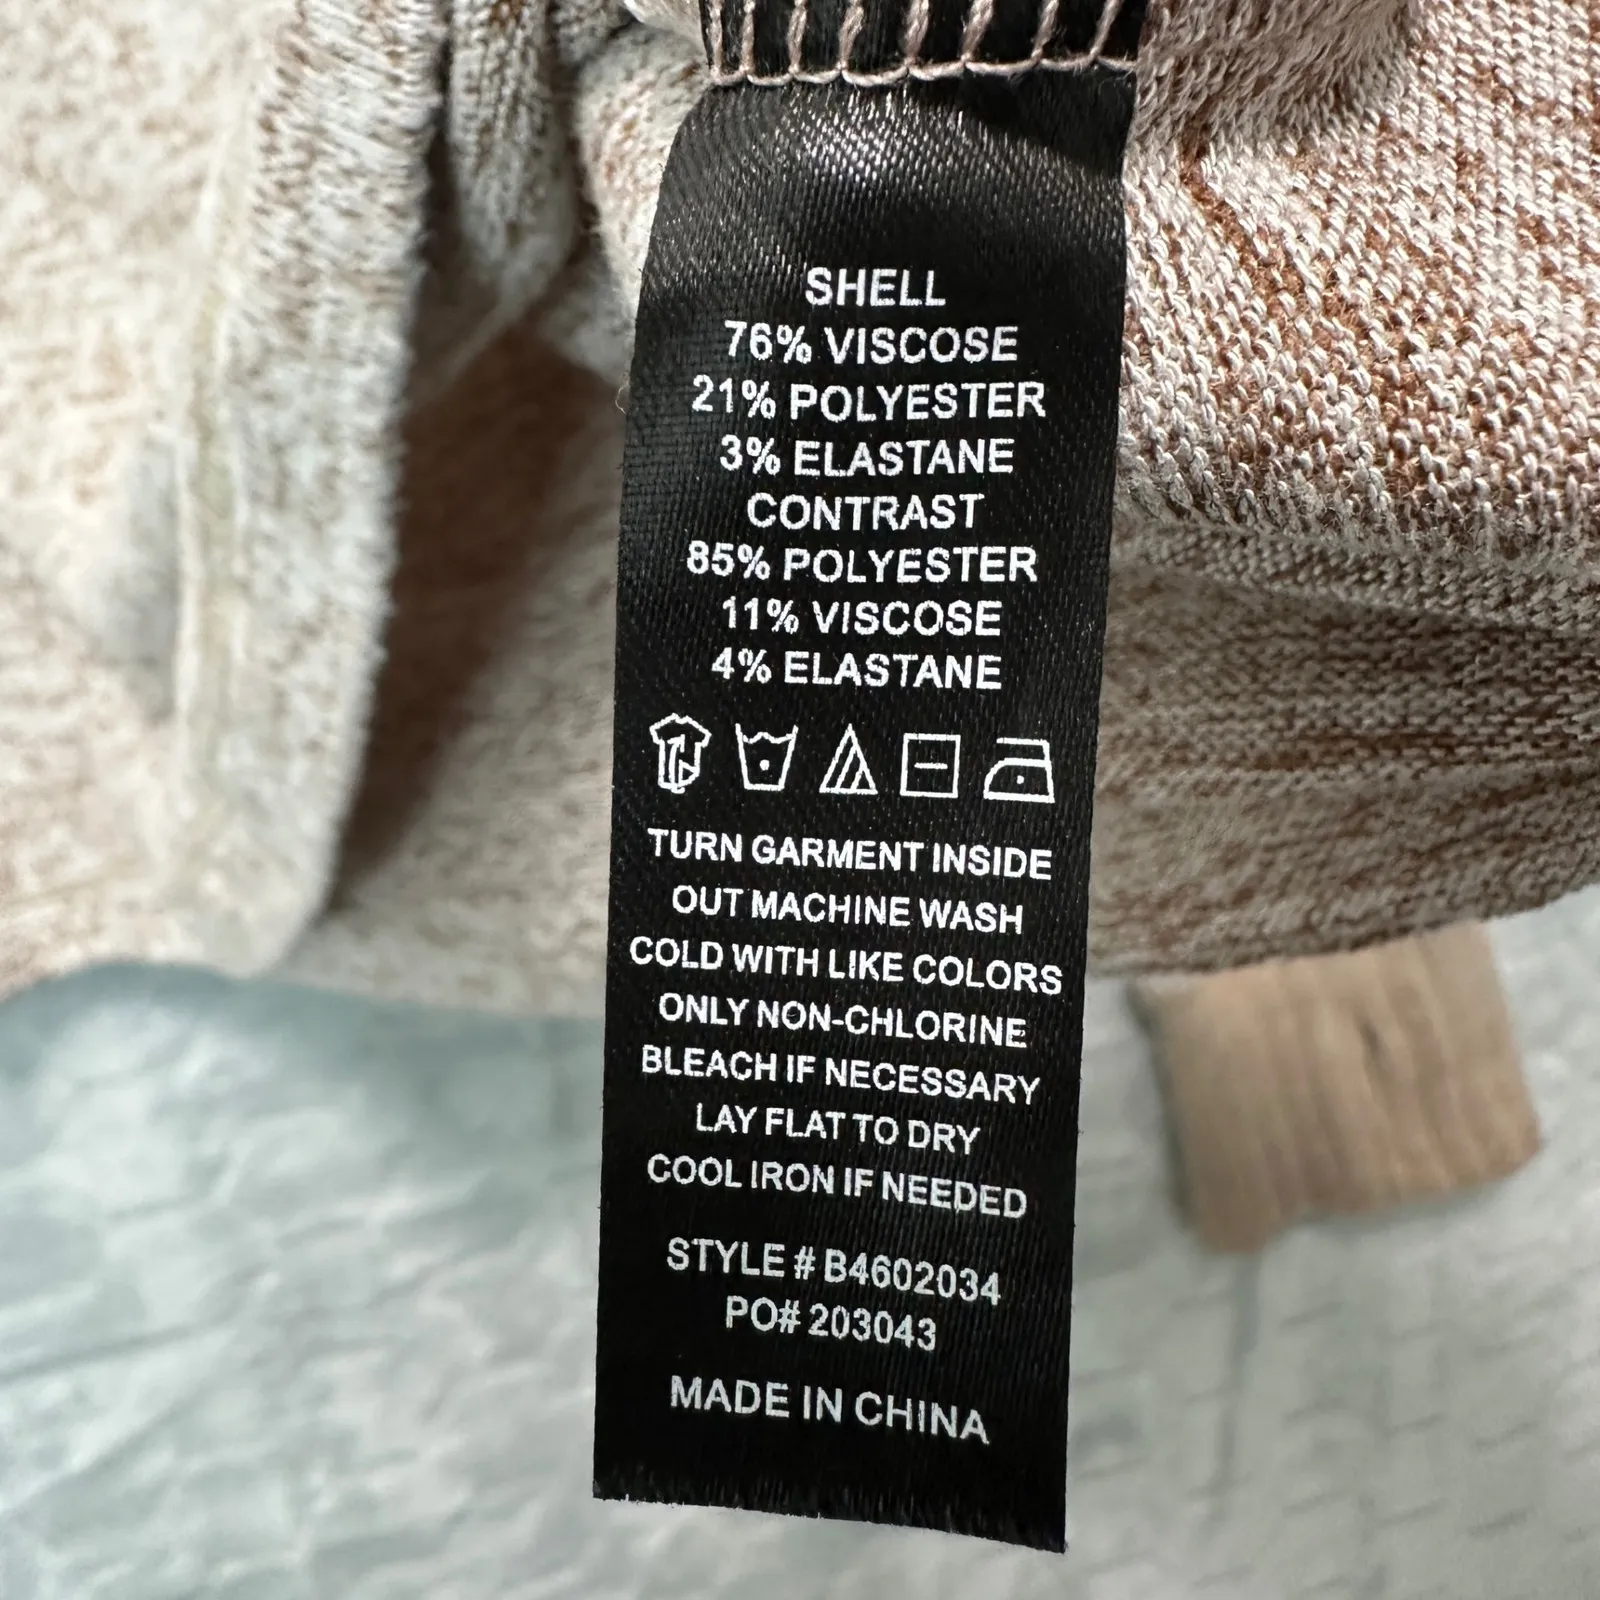 SHELL
76% VISCOSE
21% POLYESTER
3% ELASTANE
CONTRAST
85% POLYESTER
11% VISCOSE
4% ELASTANE
TURN GARMENT INSIDE
OUT MACHINE WASH
COLD WITH LIKE COLORS
ONLY NON-CHLORINE
BLEACH IF NECESSARY
LAY FLAT TO DRY
COOL IRON IF NEEDED
STYLE # B4602034
PO# 203043
MADE IN CHINA